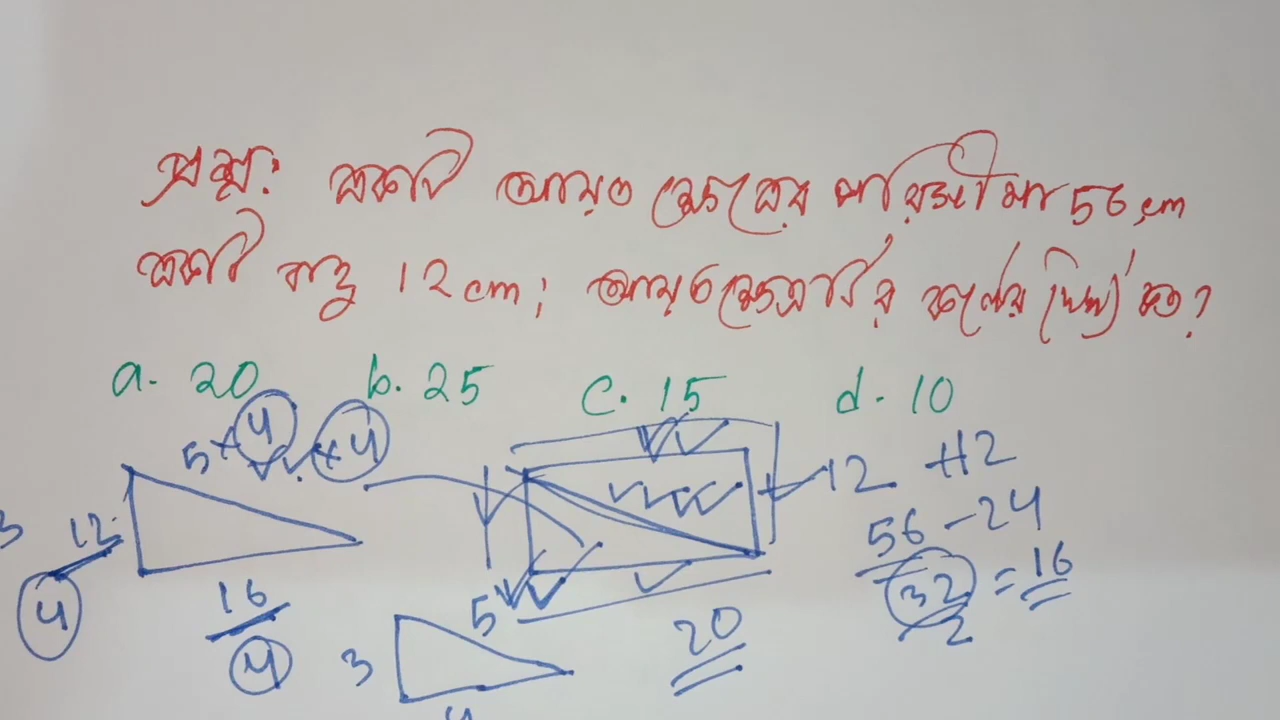 প্রশ্ন: একটি আয়ত ক্ষেত্রের পরিসীমা 56 cm
একটি বাহু 12 cm; আয়তক্ষেত্রটির কর্ণের দৈর্ঘ্য কত?
a. 20 b. 25 c. 15 d. 10
5 × 4 × 4
12 + 12
3 12
56 - 24
4
16
32 = 16
2
4
5
20
3
4